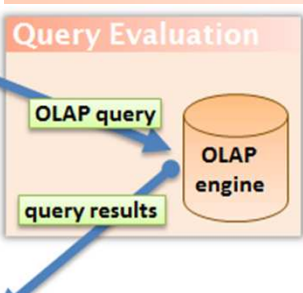 Query Evaluation
OLAP query
OLAP
engine
query results